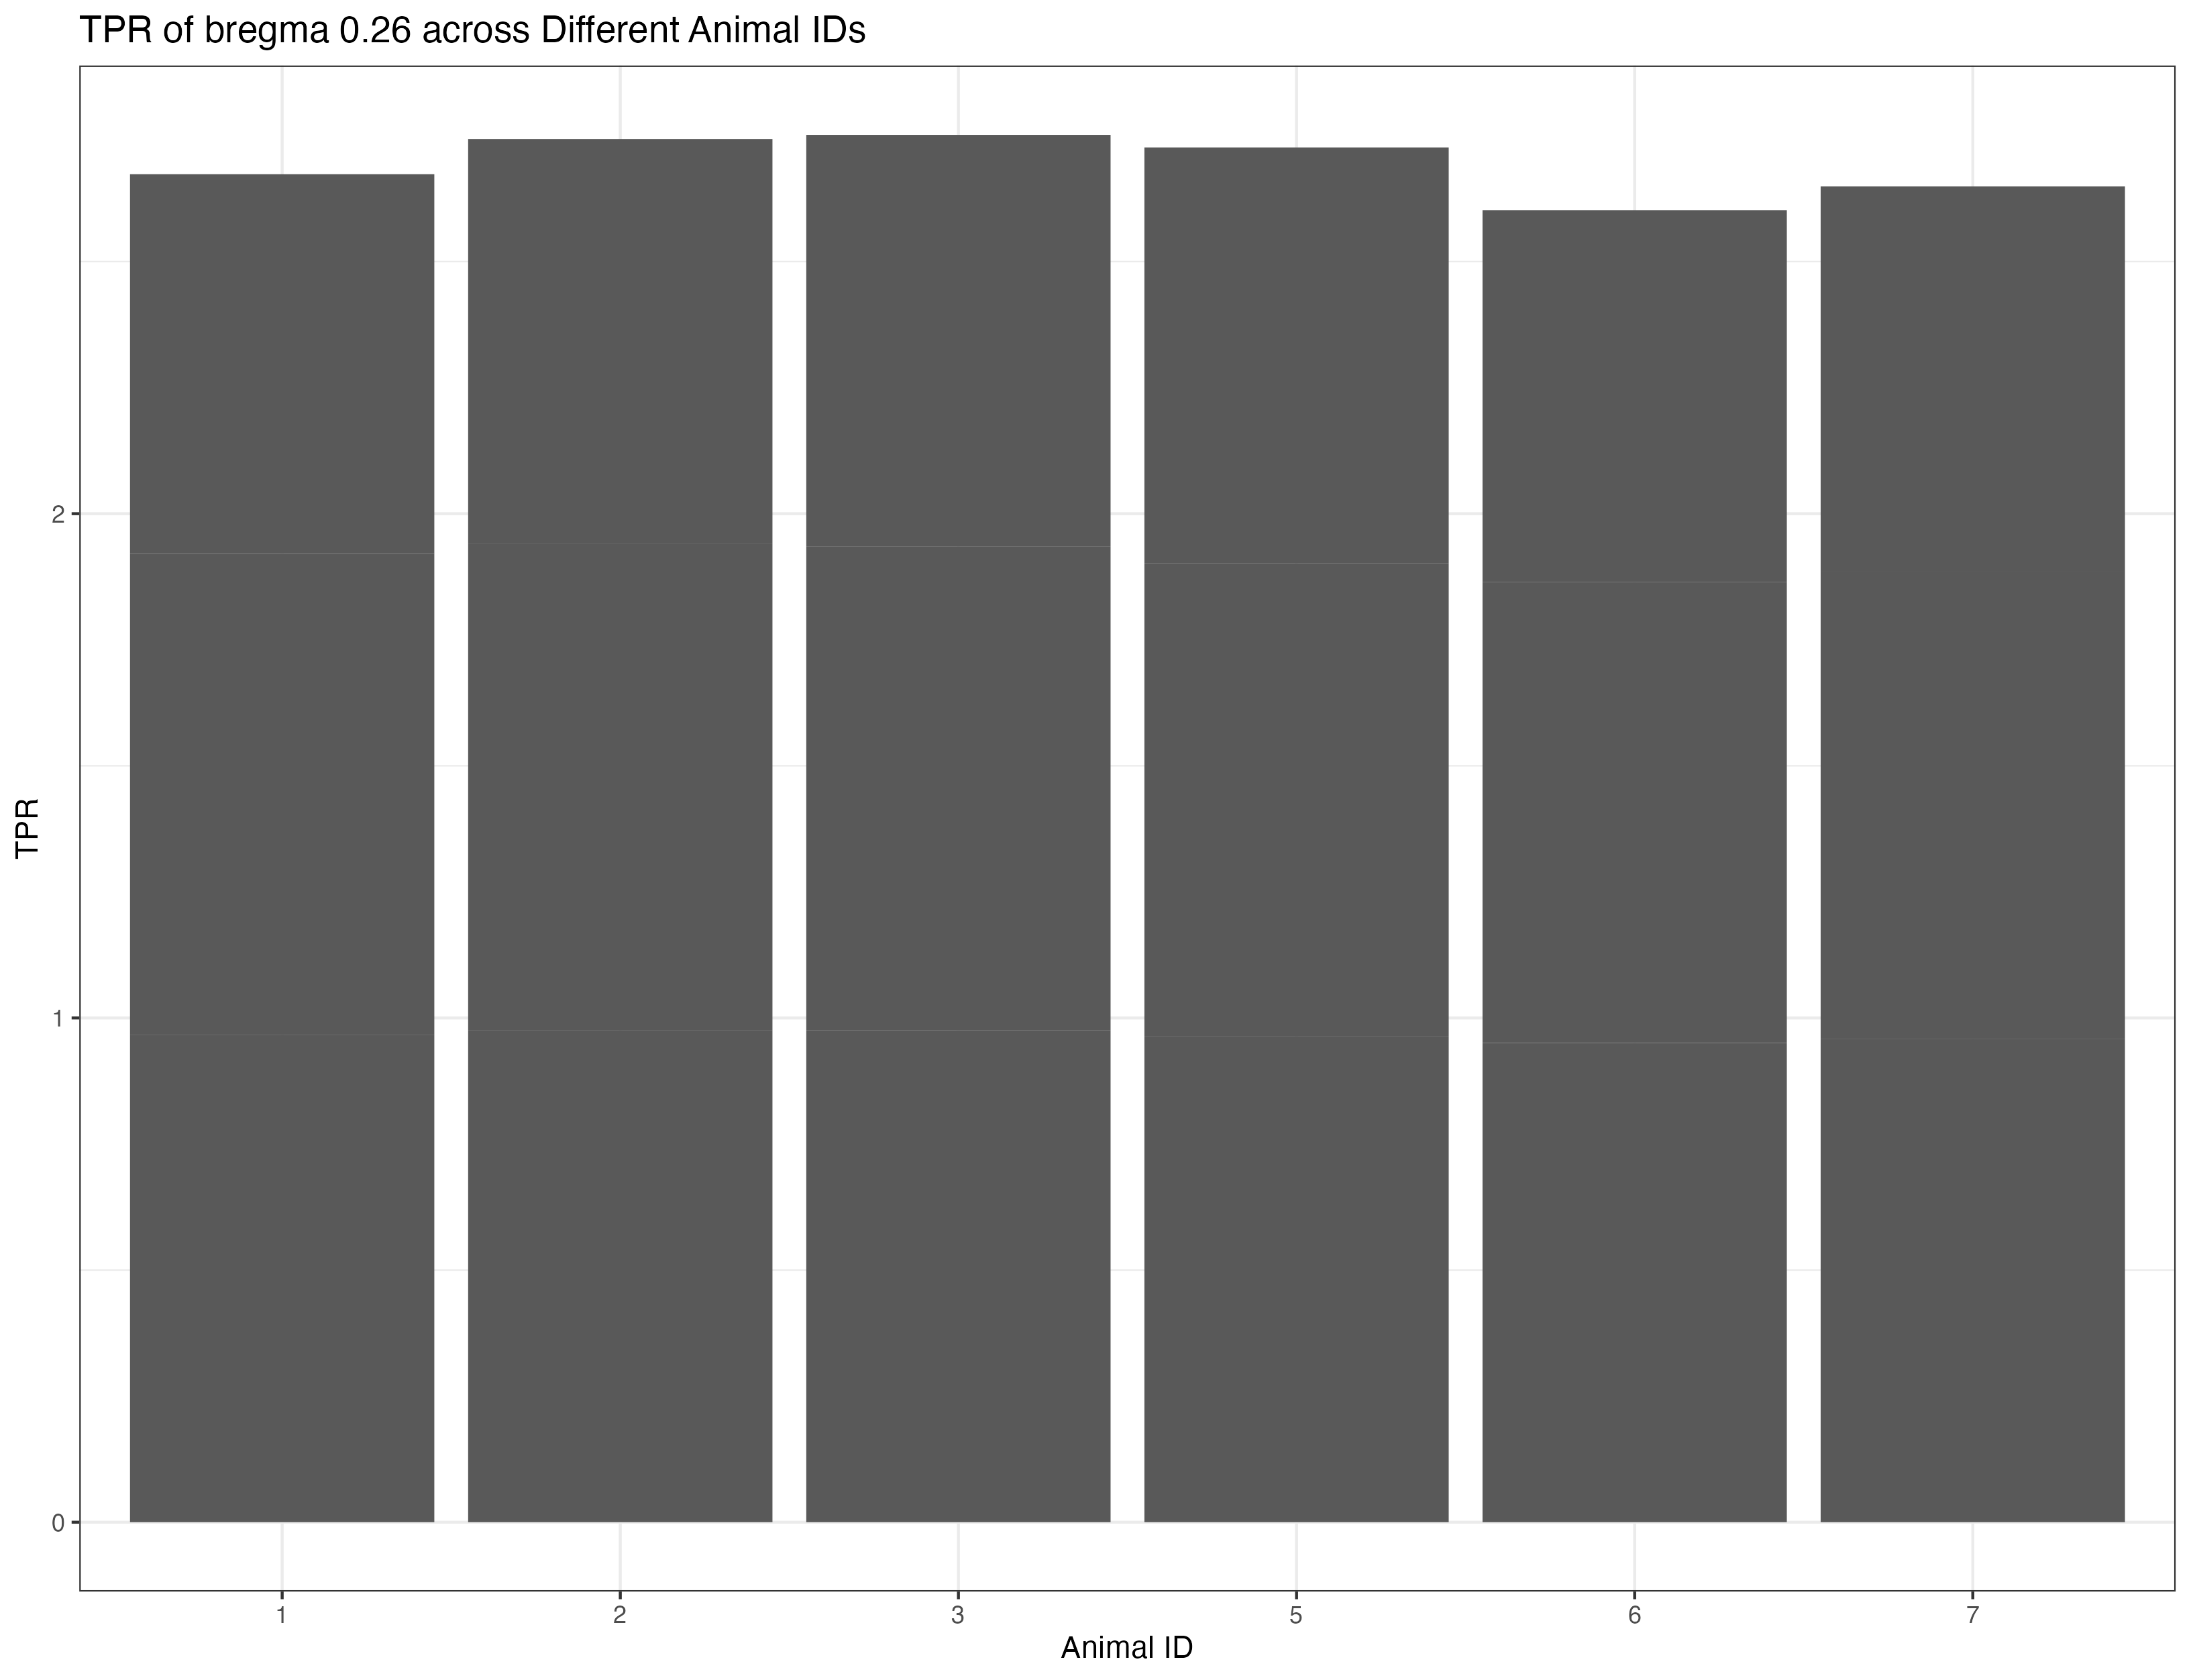 TPR of bregma 0.26 across Different Animal IDs
TPR
2
1
0
1 2 3 5 6 7
Animal ID